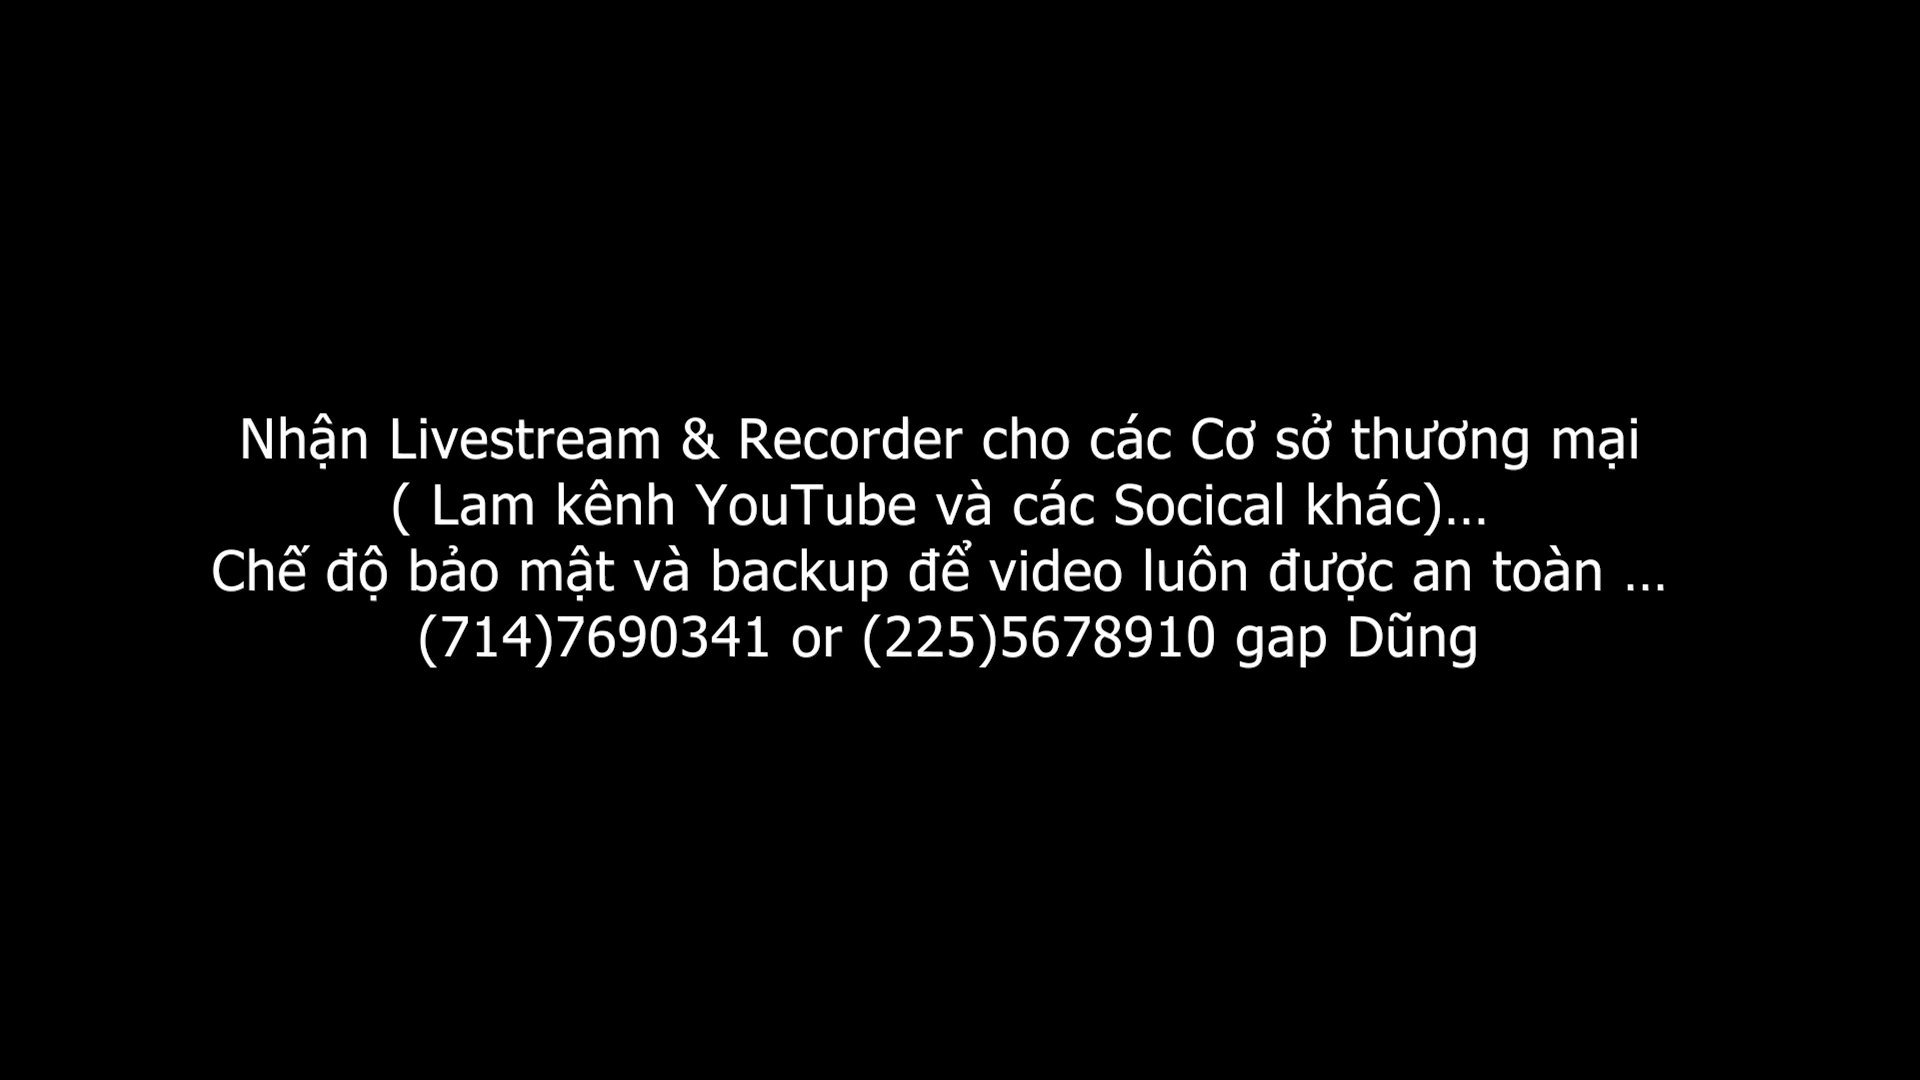 Nhận Livestream & Recorder cho các Cơ sở thương mại
( Lam kênh YouTube và các Socical khác)...
Chế độ bảo mật và backup để video luôn được an toàn ...
(714)7690341 or (225)5678910 gap Dũng